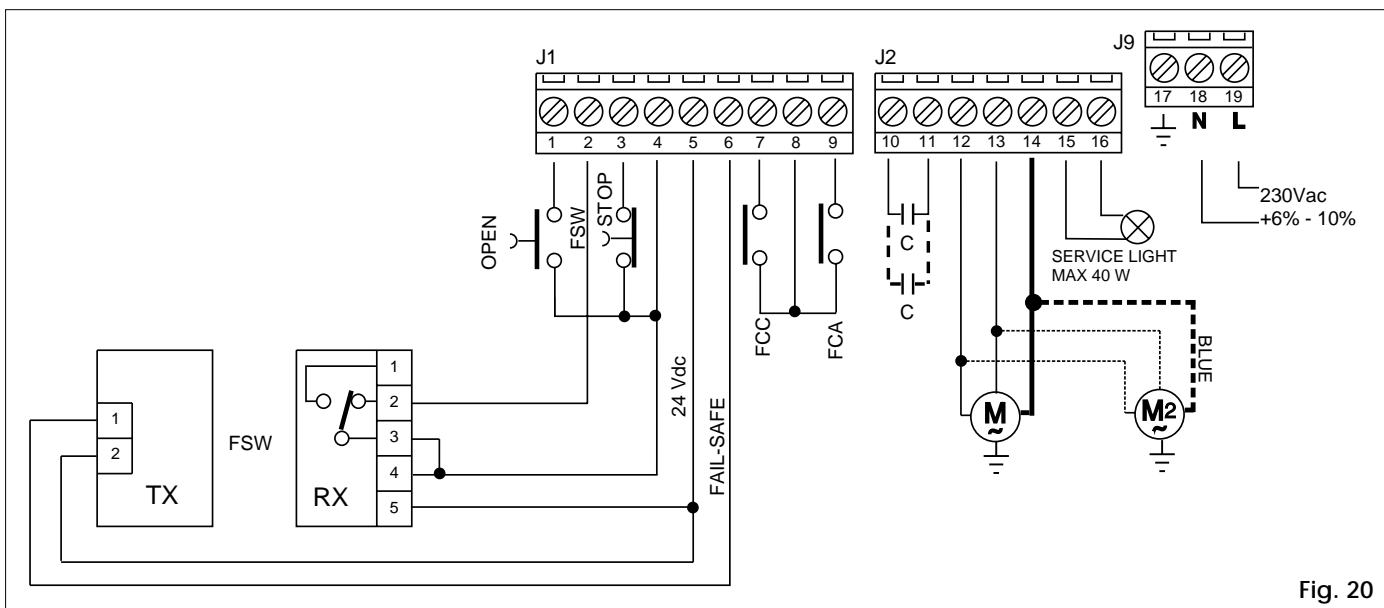 J1
J2
J9
1 2 3 4 5 6 7 8 9
10 11 12 13 14 15 16
17 18 19
N L
230Vac
+6% - 10%
OPEN
FSW
STOP
24 Vdc
FAIL-SAFE
FCC
FCA
C
C
SERVICE LIGHT
MAX 40 W
BLUE
M
~
M2
~
1
2
TX
FSW
RX
1
2
3
4
5
Fig. 20